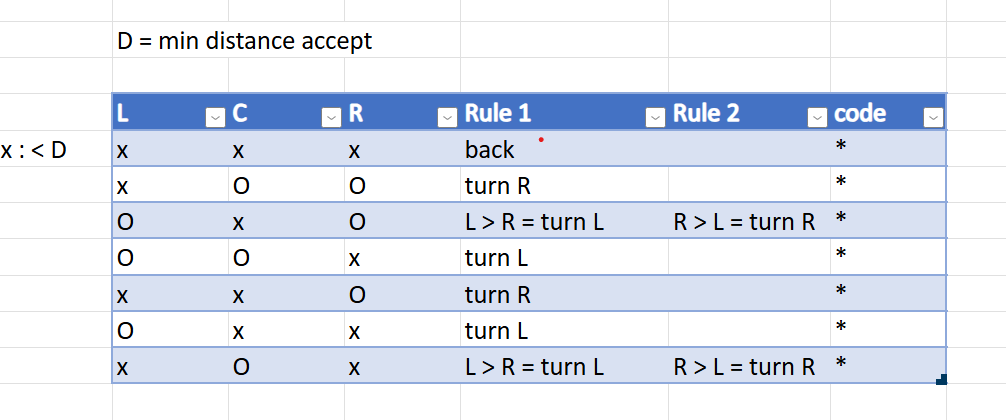 D = min distance accept
L C R Rule 1 Rule 2 code
x : < D x x x back *
x O O turn R *
O x O L > R = turn L R > L = turn R *
O O x turn L *
x x O turn R *
O x x turn L *
x O x L > R = turn L R > L = turn R *